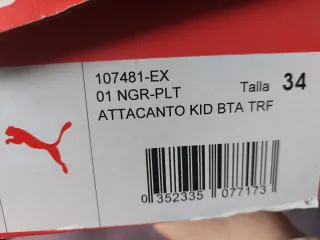 107481-EX
01 NGR-PLT Talla 34
ATTACANTO KID BTA TRF
0 352335 077173